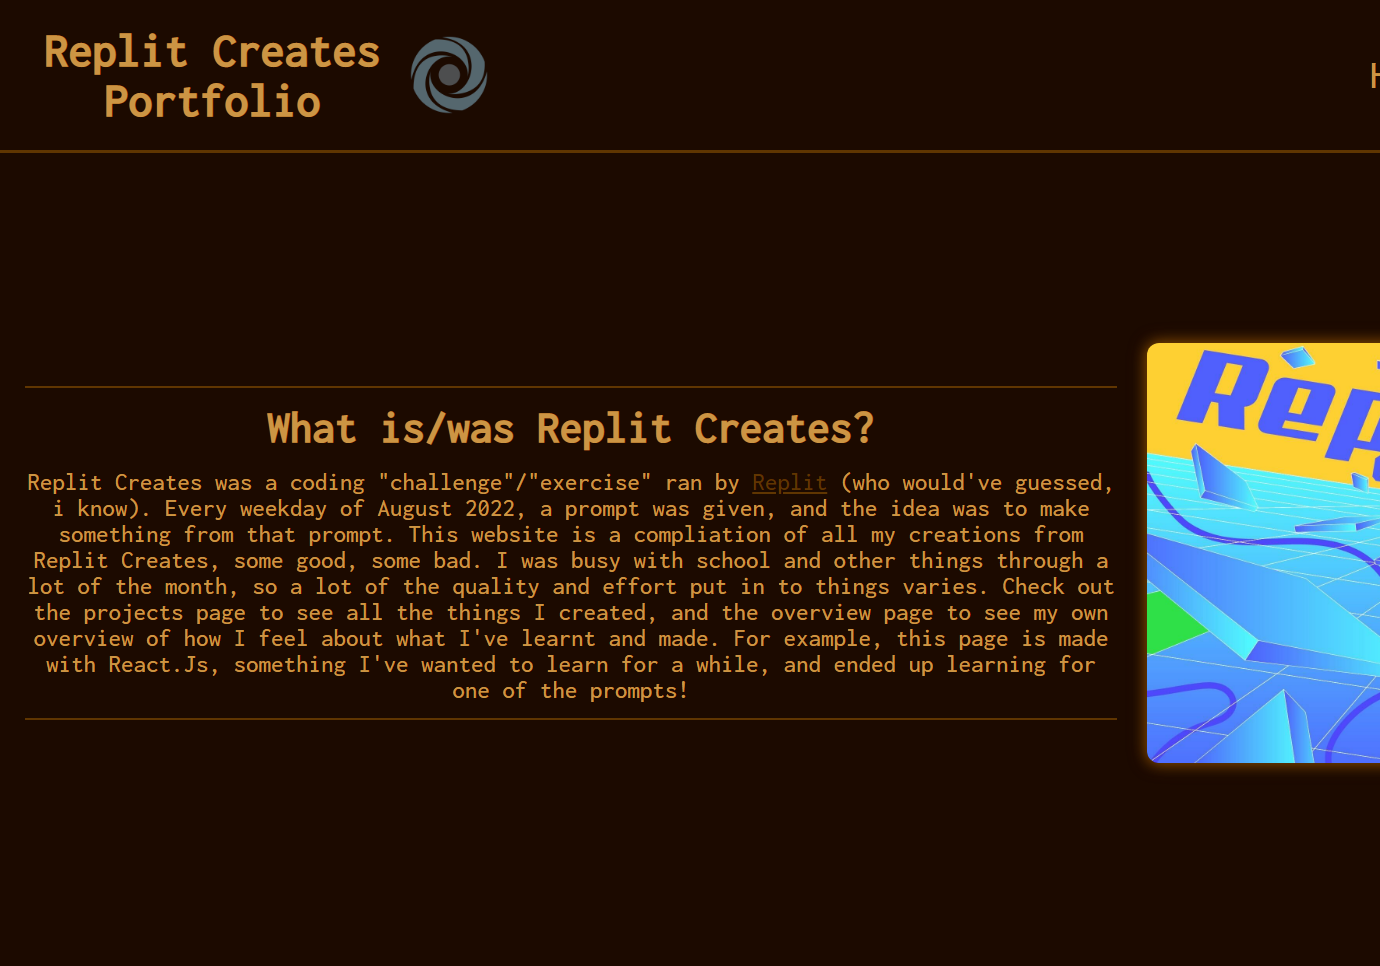 Replit Creates
Portfolio
What is/was Replit Creates?
Replit Creates was a coding "challenge"/"exercise" ran by Replit (who would've guessed,
i know). Every weekday of August 2022, a prompt was given, and the idea was to make
something from that prompt. This website is a compliation of all my creations from
Replit Creates, some good, some bad. I was busy with school and other things through a
lot of the month, so a lot of the quality and effort put in to things varies. Check out
the projects page to see all the things I created, and the overview page to see my own
overview of how I feel about what I've learnt and made. For example, this page is made
with React.Js, something I've wanted to learn for a while, and ended up learning for
one of the prompts!
Rep